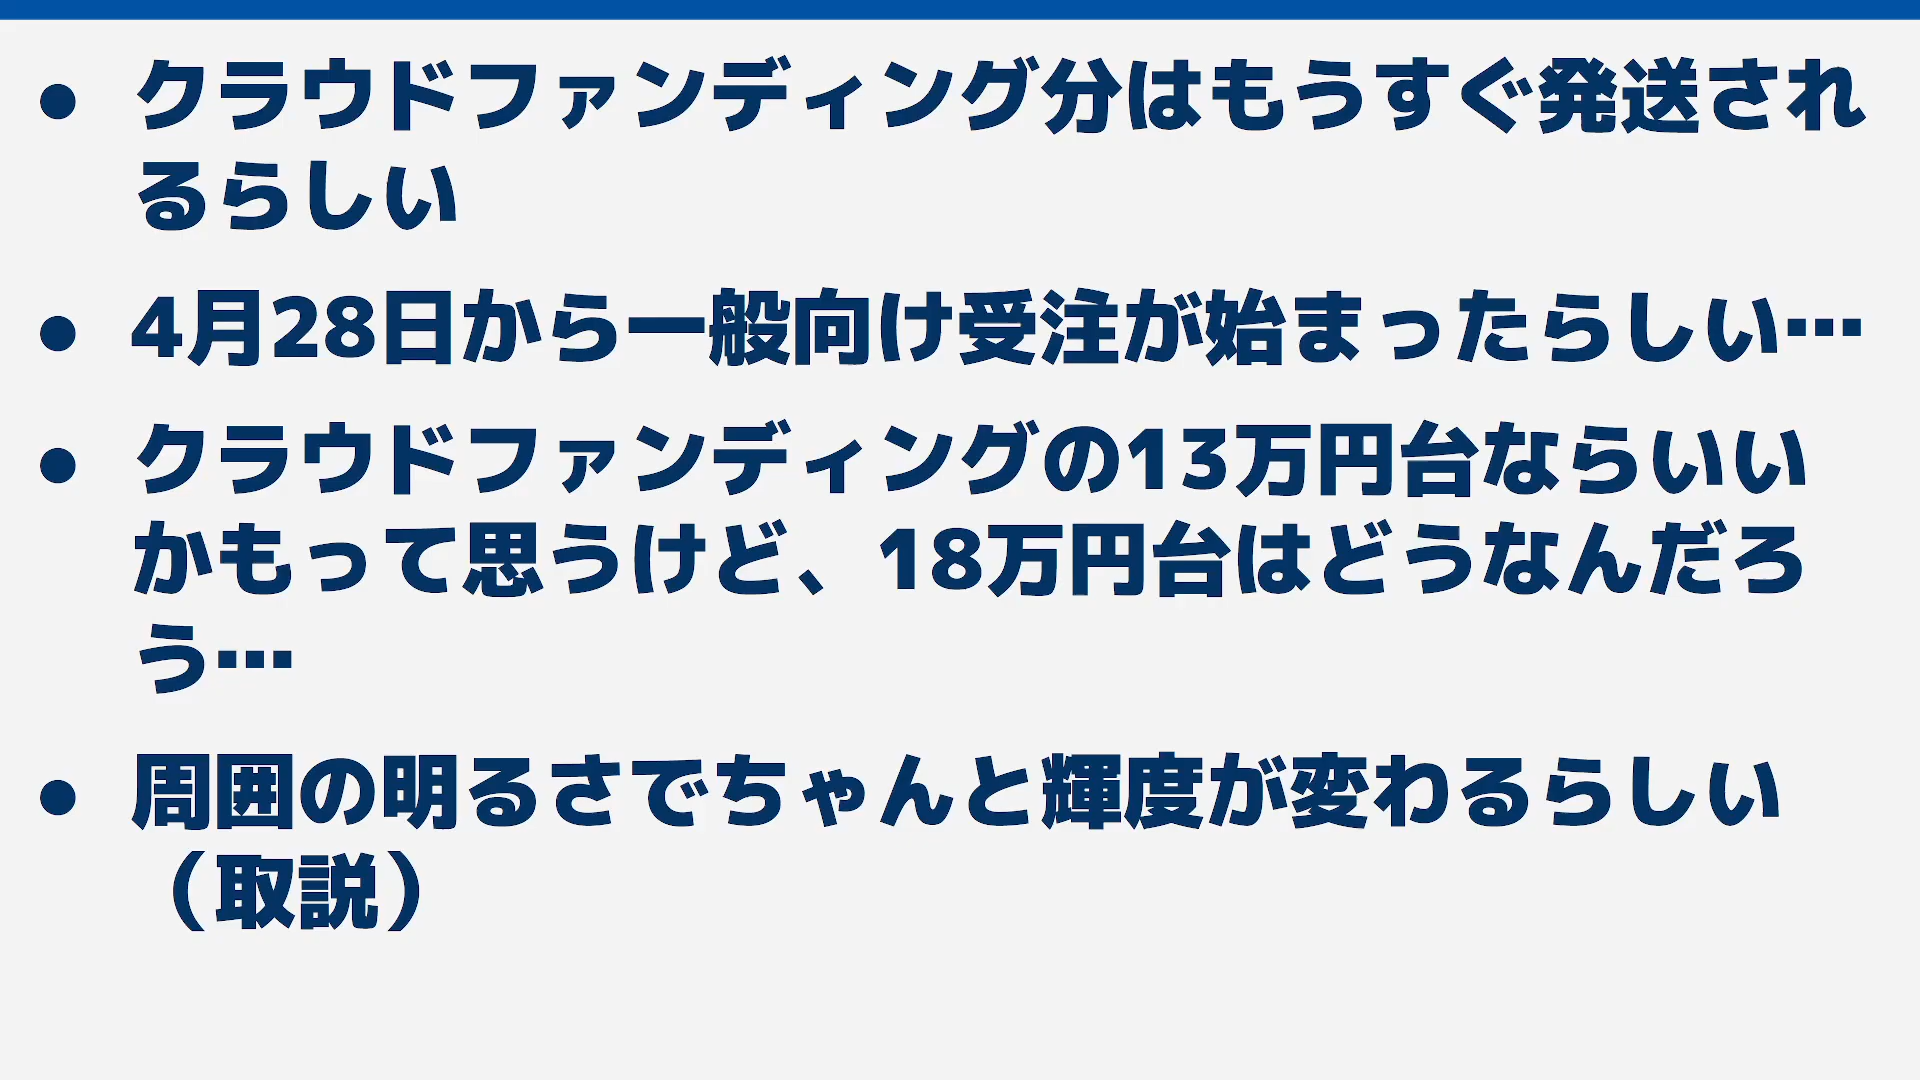 ● クラウドファンディング分はもうすぐ発送され
るらしい
● 4月28日から一般向け受注が始まったらしい…
● クラウドファンディングの13万円台ならいい
かもって思うけど、18万円台はどうなんだろ
う…
● 周囲の明るさでちゃんと輝度が変わるらしい
（取説）